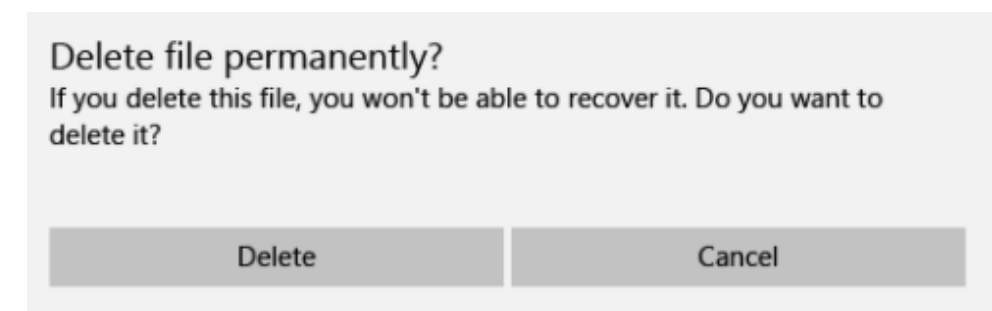 Delete file permanently?
If you delete this file, you won't be able to recover it. Do you want to
delete it?
Delete
Cancel